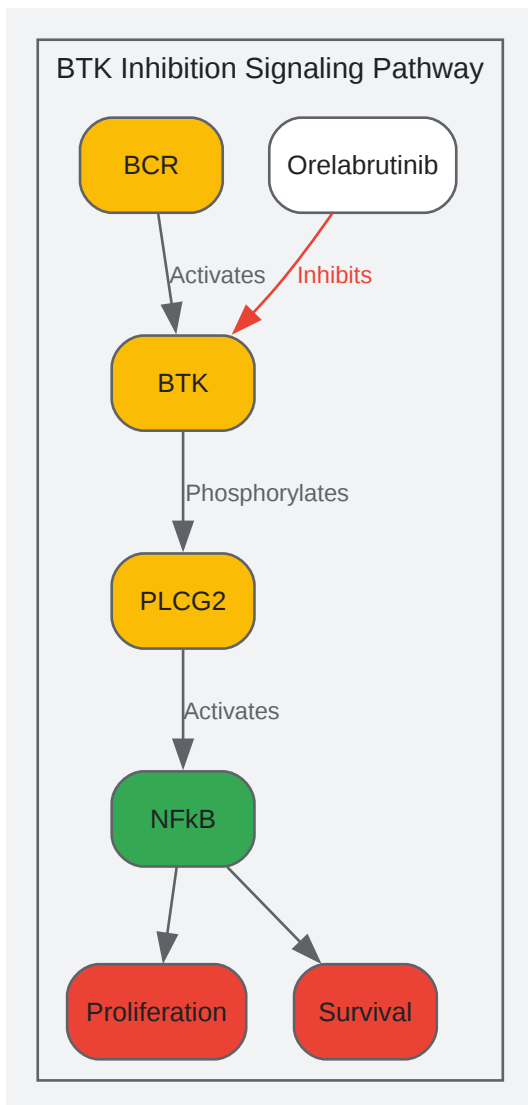 BTK Inhibition Signaling Pathway
BCR
Orelabrutinib
Activates
Inhibits
BTK
Phosphorylates
PLCG2
Activates
NFkB
Proliferation
Survival